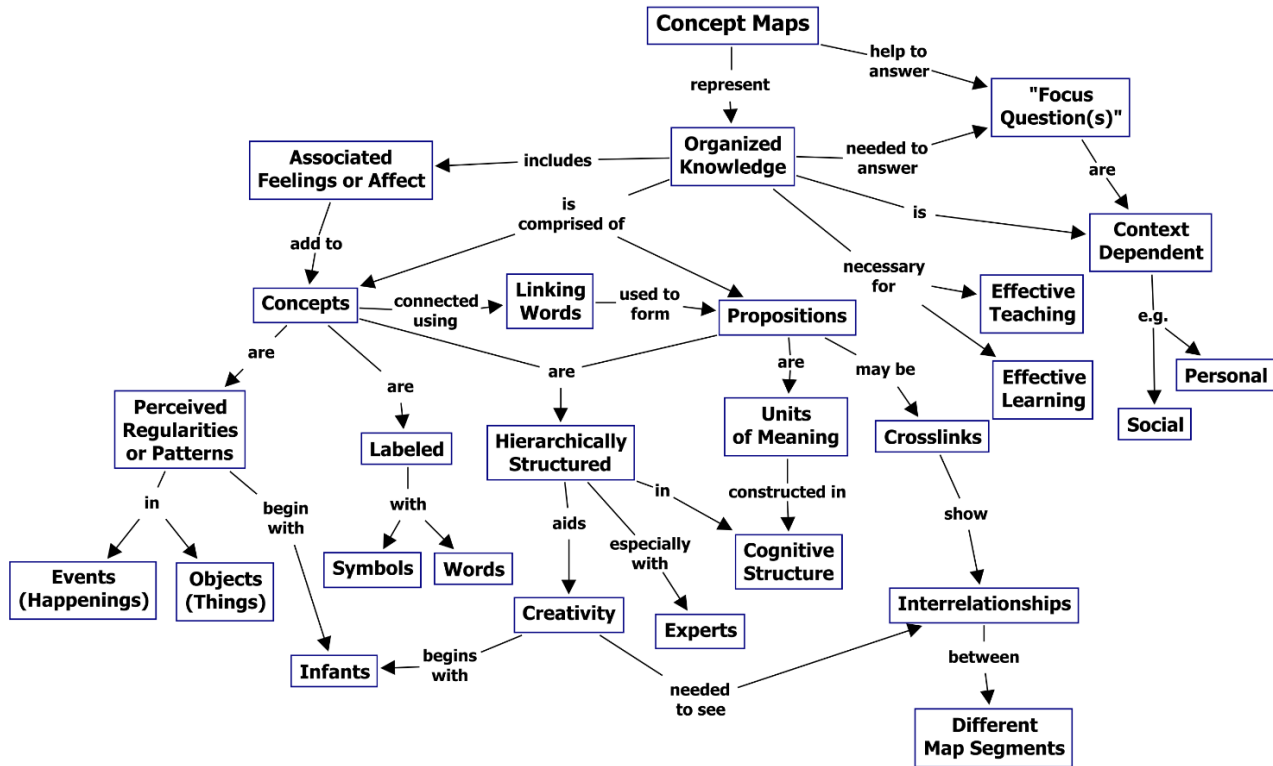 Concept Maps
help to
answer
represent
"Focus
Question(s)"
Organized
Knowledge
needed to
answer
includes
Associated
Feelings or Affect
are
is
comprised of
is
Context
Dependent
add to
necessary
for
Concepts
connected
using
Linking
Words
used to
form
Propositions
Effective
Teaching
e.g.
are
are
are
are
may be
Effective
Learning
Personal
Social
Perceived
Regularities
or Patterns
Labeled
Hierarchically
Structured
Units
of Meaning
Crosslinks
in
begin
with
with
in
constructed in
aids
especially
with
show
Events
(Happenings)
Objects
(Things)
Symbols
Words
Cognitive
Structure
Creativity
Experts
Interrelationships
Infants
begins
with
needed
to see
between
Different
Map Segments